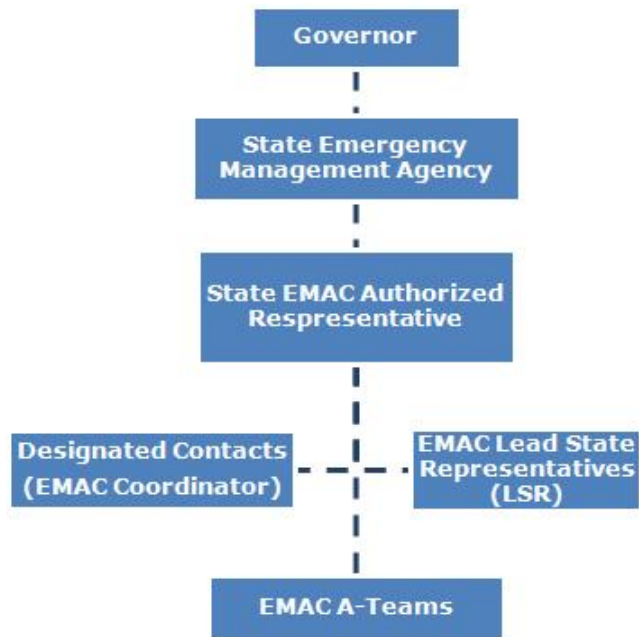 Governor
State Emergency
Management Agency
State EMAC Authorized
Respresentative
Designated Contacts
(EMAC Coordinator)
EMAC Lead State
Representatives
(LSR)
EMAC A-Teams